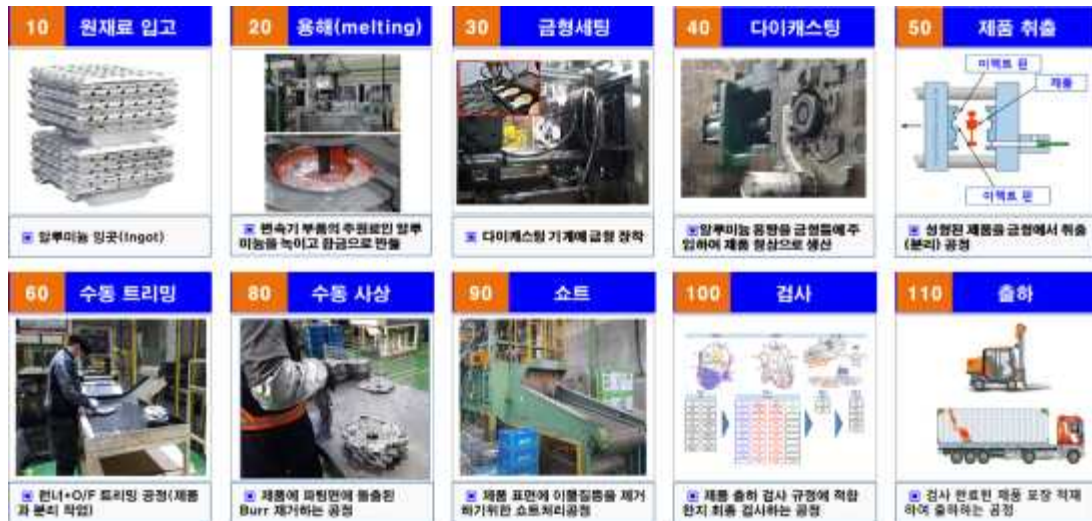 10 원재료 입고
20 용해(melting)
30 금형세팅
40 다이캐스팅
50 제품 취출
이젝트 핀
제품
이젝트 핀
알루미늄 잉곳(Ingot)
변속기 부품의 주원료인 알루
미늄을 녹이고 합금으로 만듦
다이캐스팅 기계에 금형 장착
알루미늄 용탕을 금형틀에 주
입하여 제품 형상으로 생산
성형된 제품을 금형에서 취출
(분리) 공정
60 수동 트리밍
80 수동 사상
90 쇼트
100 검사
110 출하
런너+O/F 트리밍 공정(제품
과 분리 작업)
제품에 파팅면에 돌출된
Burr 제거하는 공정
제품 표면에 이물질등을 제거
하기위한 쇼트처리공정
제품 출하 검사 규정에 적합
한지 최종 검사하는 공정
검사 완료된 제품 포장 적재
하여 출하하는 공정